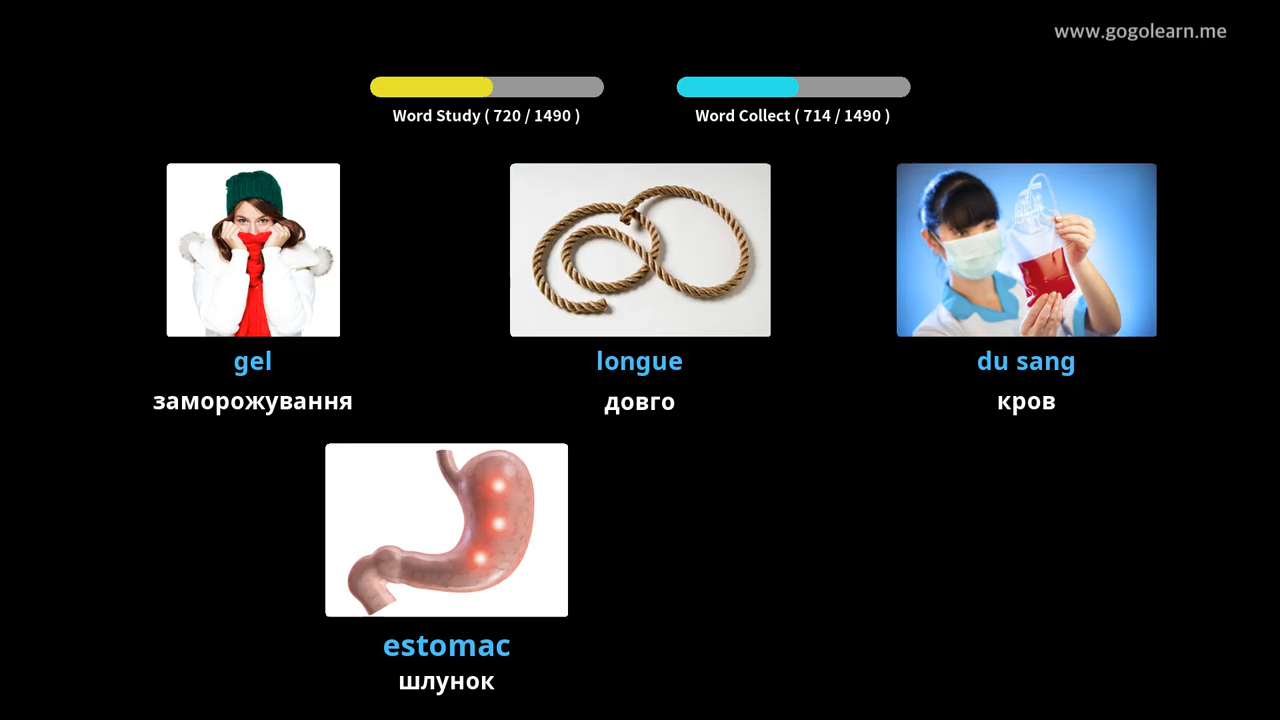 www.gogolearn.me
Word Study ( 720 / 1490 )
Word Collect ( 714 / 1490 )
gel
longue
du sang
заморожування
довго
кров
estomac
шлунок